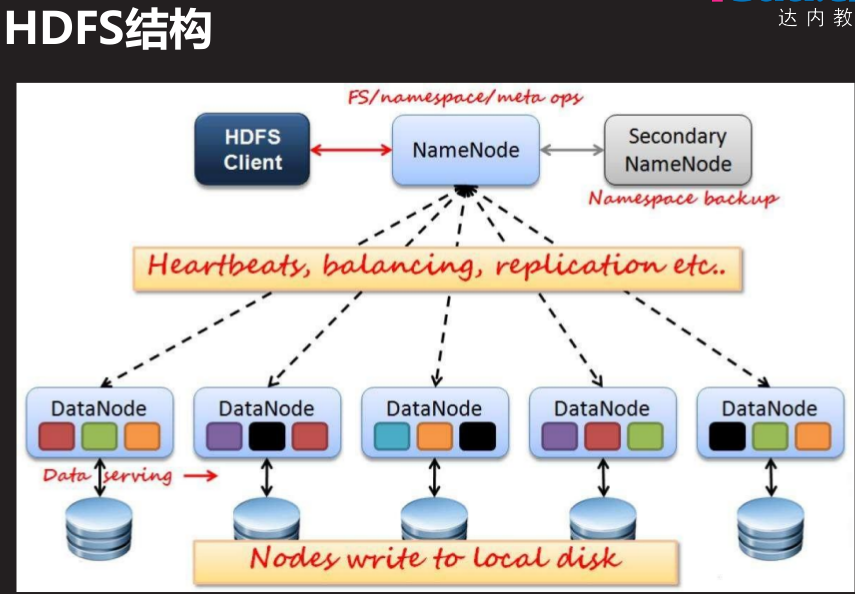 HDFS结构
达内教
FS/namespace/meta ops
HDFS
Client
NameNode
Secondary
NameNode
Namespace backup
Heartbeats, balancing, replication etc..
DataNode
DataNode
DataNode
DataNode
DataNode
Data serving
Nodes write to local disk